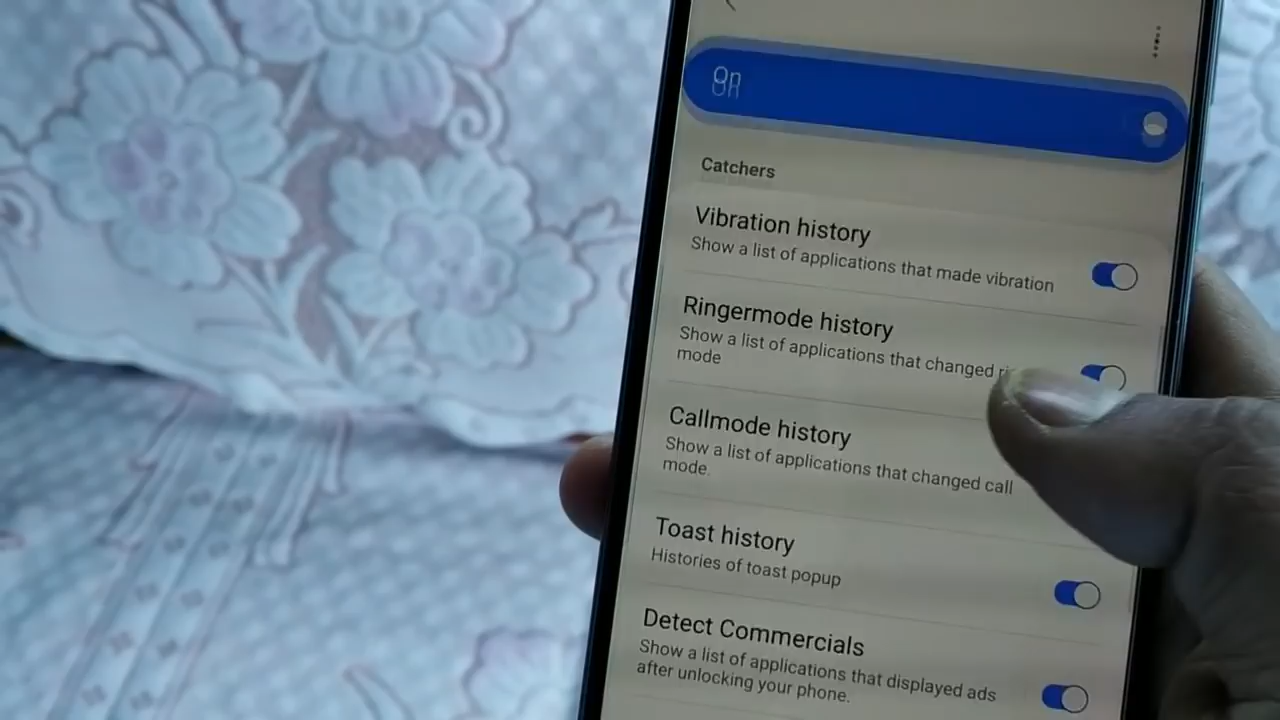 On
Catchers
Vibration history
Show a list of applications that made vibration
Ringermode history
Show a list of applications that changed
mode
Callmode history
Show a list of applications that changed call
mode.
Toast history
Histories of toast popup
Detect Commercials
Show a list of applications that displayed ads
after unlocking your phone.